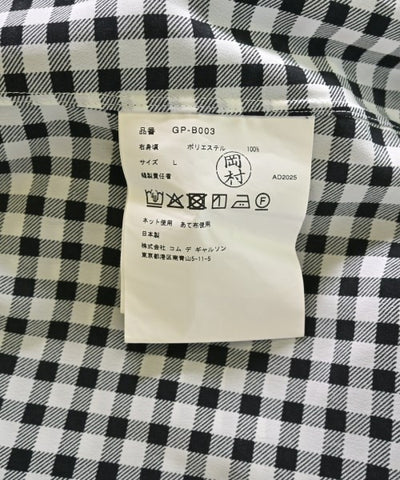 品番 GP-B003
右身頃 ポリエステル 100%
サイズ L
縫製責任者 岡村 AD2025
ネット使用 あて布使用
日本製
株式会社 コム デ ギャルソン
東京都港区南青山5-11-5